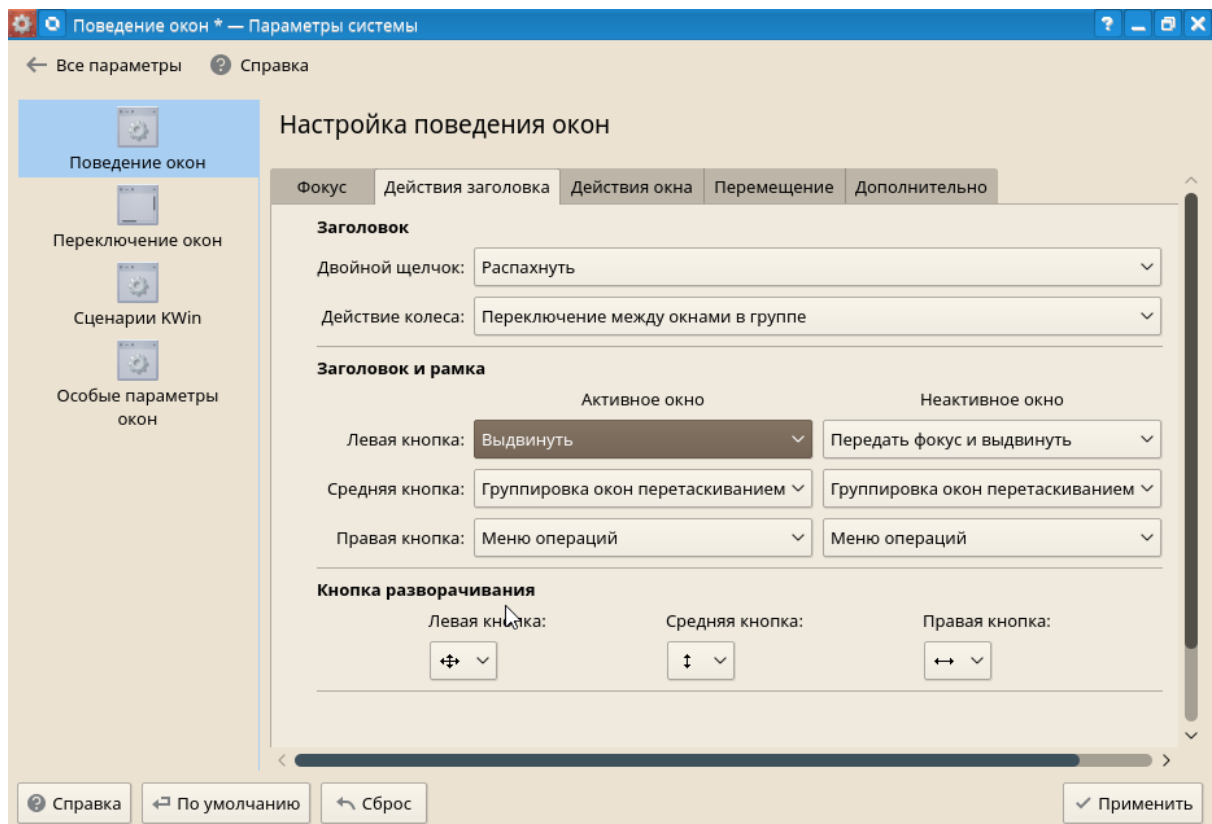 Поведение окон * — Параметры системы
Все параметры Справка
Поведение окон
Переключение окон
Сценарии KWin
Особые параметры
окон
Настройка поведения окон
Фокус Действия заголовка Действия окна Перемещение Дополнительно
Заголовок
Двойной щелчок: Распахнуть
Действие колеса: Переключение между окнами в группе
Заголовок и рамка
Активное окно Неактивное окно
Левая кнопка: Выдвинуть Передать фокус и выдвинуть
Средняя кнопка: Группировка окон перетаскиванием Группировка окон перетаскиванием
Правая кнопка: Меню операций Меню операций
Кнопка разворачивания
Левая кнопка: Средняя кнопка: Правая кнопка:
Справка По умолчанию Сброс Применить